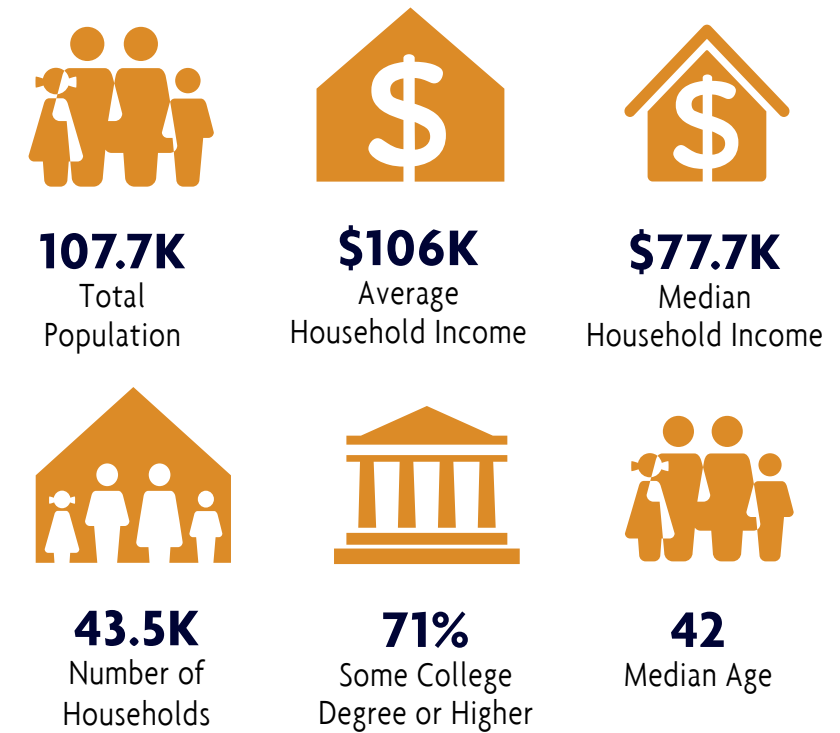 107.7K
Total
Population
$106K
Average
Household Income
$77.7K
Median
Household Income
43.5K
Number of
Households
71%
Some College
Degree or Higher
42
Median Age